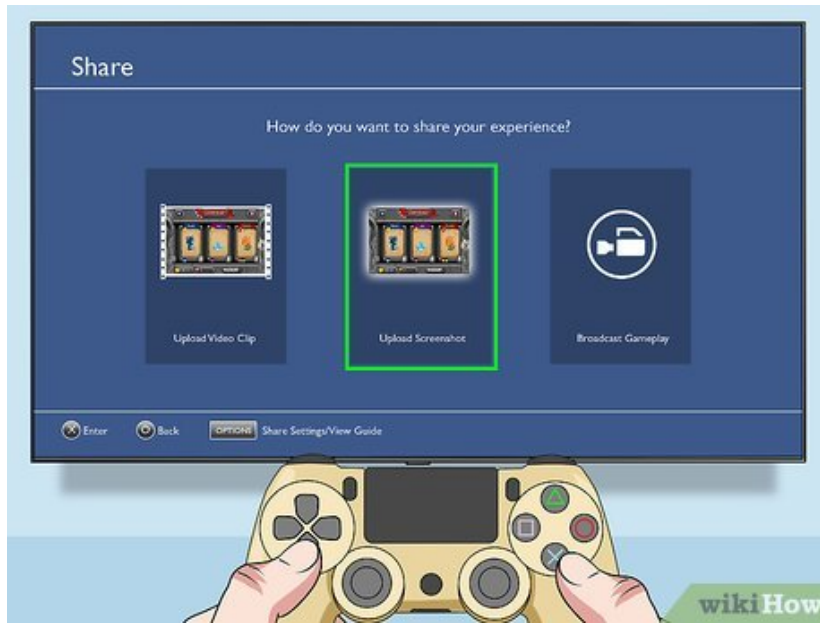 Share
How do you want to share your experience?
Upload Video Clip
Upload Screenshot
Broadcast Gameplay
Enter
Back
OPTIONS
Share Settings/View Guide
wikiHow